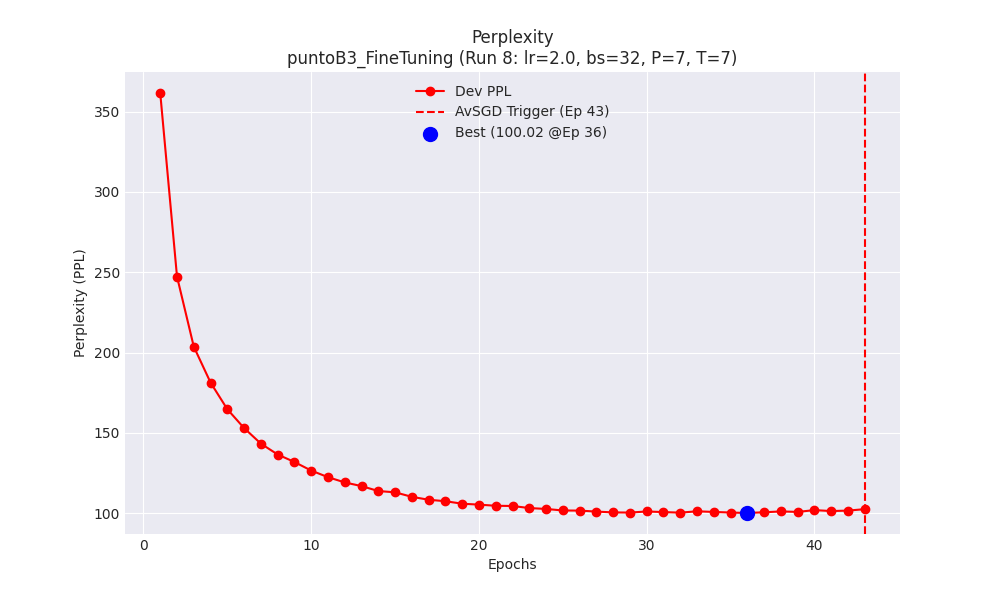 Perplexity
puntoB3_FineTuning (Run 8: lr=2.0, bs=32, P=7, T=7)
Dev PPL
AvSGD Trigger (Ep 43)
Best (100.02 @Ep 36)
Perplexity (PPL)
350
300
250
200
150
100
0
10
20
30
40
Epochs